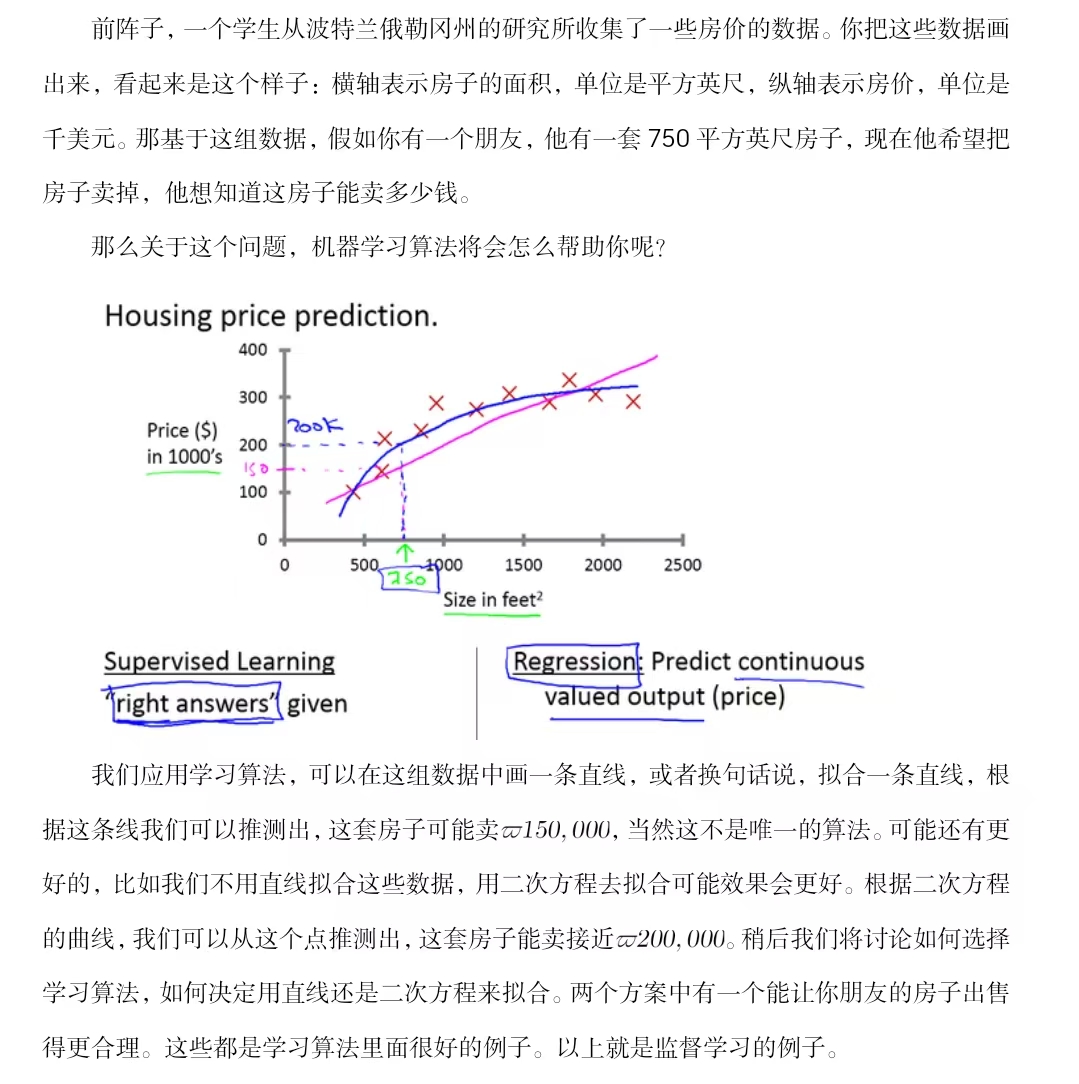 前阵子，一个学生从波特兰俄勒冈州的研究所收集了一些房价的数据。你把这些数据画
出来，看起来是这个样子：横轴表示房子的面积，单位是平方英尺，纵轴表示房价，单位是
千美元。那基于这组数据，假如你有一个朋友，他有一套 750 平方英尺房子，现在他希望把
房子卖掉，他想知道这房子能卖多少钱。
那么关于这个问题，机器学习算法将会怎么帮助你呢？
Housing price prediction.
400
300
200K
Price ($)
200
in 1000's
150
100
0
0
500
1000
1500
2000
2500
750
Size in feet²
Supervised Learning
"right answers" given
Regression: Predict continuous
valued output (price)
我们应用学习算法，可以在这组数据中画一条直线，或者换句话说，拟合一条直线，根
据这条线我们可以推测出，这套房子可能卖ϖ150,000，当然这不是唯一的算法。可能还有更
好的，比如我们不用直线拟合这些数据，用二次方程去拟合可能效果会更好。根据二次方程
的曲线，我们可以从这个点推测出，这套房子能卖接近ϖ200,000。稍后我们将讨论如何选择
学习算法，如何决定用直线还是二次方程来拟合。两个方案中有一个能让你朋友的房子出售
得更合理。这些都是学习算法里面很好的例子。以上就是监督学习的例子。